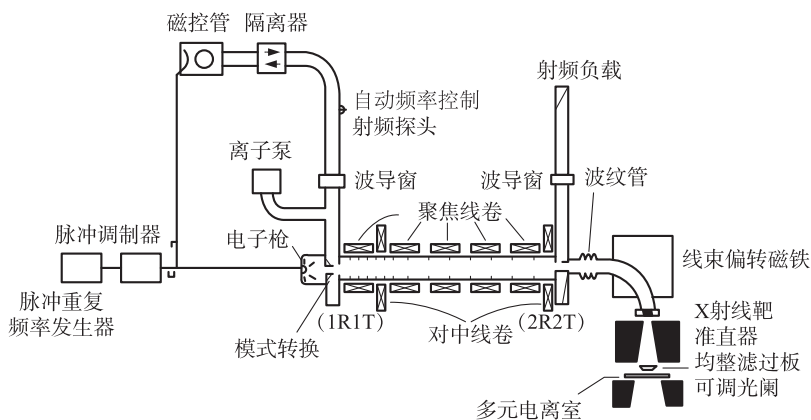 磁控管
隔离器
射频负载
自动频率控制
射频探头
离子泵
波导窗
波导窗
波纹管
聚焦线卷
脉冲调制器
电子枪
线束偏转磁铁
脉冲重复
频率发生器
(1R1T)
对中线卷
(2R2T)
模式转换
X射线靶
准直器
均整滤过板
可调光阑
多元电离室